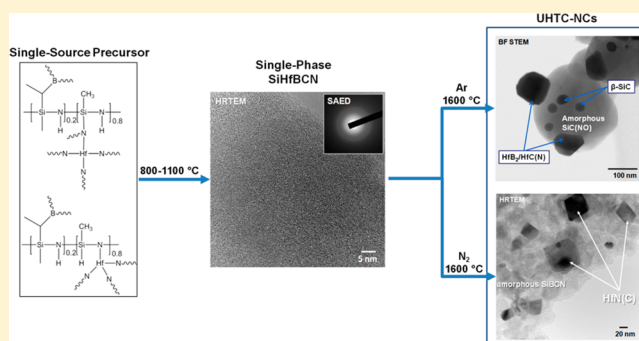 UHTC-NCs
Single-Source Precursor
Single-Phase
SiHfBCN
HRTEM
SAED
5 nm
800-1100 °C
Ar
1600 °C
N₂
1600 °C
BF STEM
β-SiC
Amorphous
SiC(NO)
HfB₂/HfC(N)
100 nm
HRTEM
amorphous SiBCN
HfN(C)
20 nm
B
CH₃
Si
N
H
0.2
Si
N
H
0.8
N
N
Hf
N
N
B
CH₃
Si
N
H
0.2
Si
N
H
0.8
Hf
N
N
N